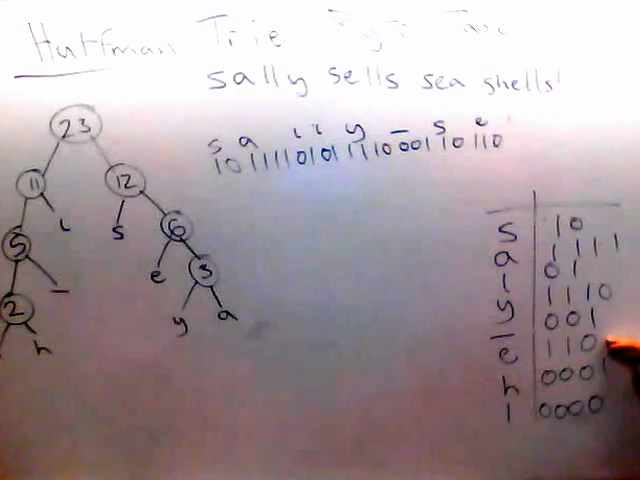 Huffman Trie
sally sells sea shells'
s a l l y _ s e
10 1111 01 01 1110 001 10 110
23
11 12
l s 6
5 e 3
_ y a
2
h
s 10
a 1111
l 01
y 1110
_ 001
e 110
h 0001
| 0000